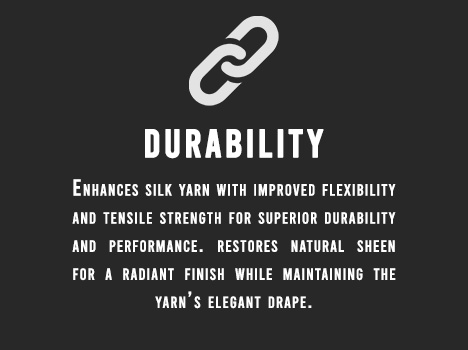 DURABILITY
Enhances silk yarn with improved flexibility
and tensile strength for superior durability
and performance. restores natural sheen
for a radiant finish while maintaining the
yarn's elegant drape.